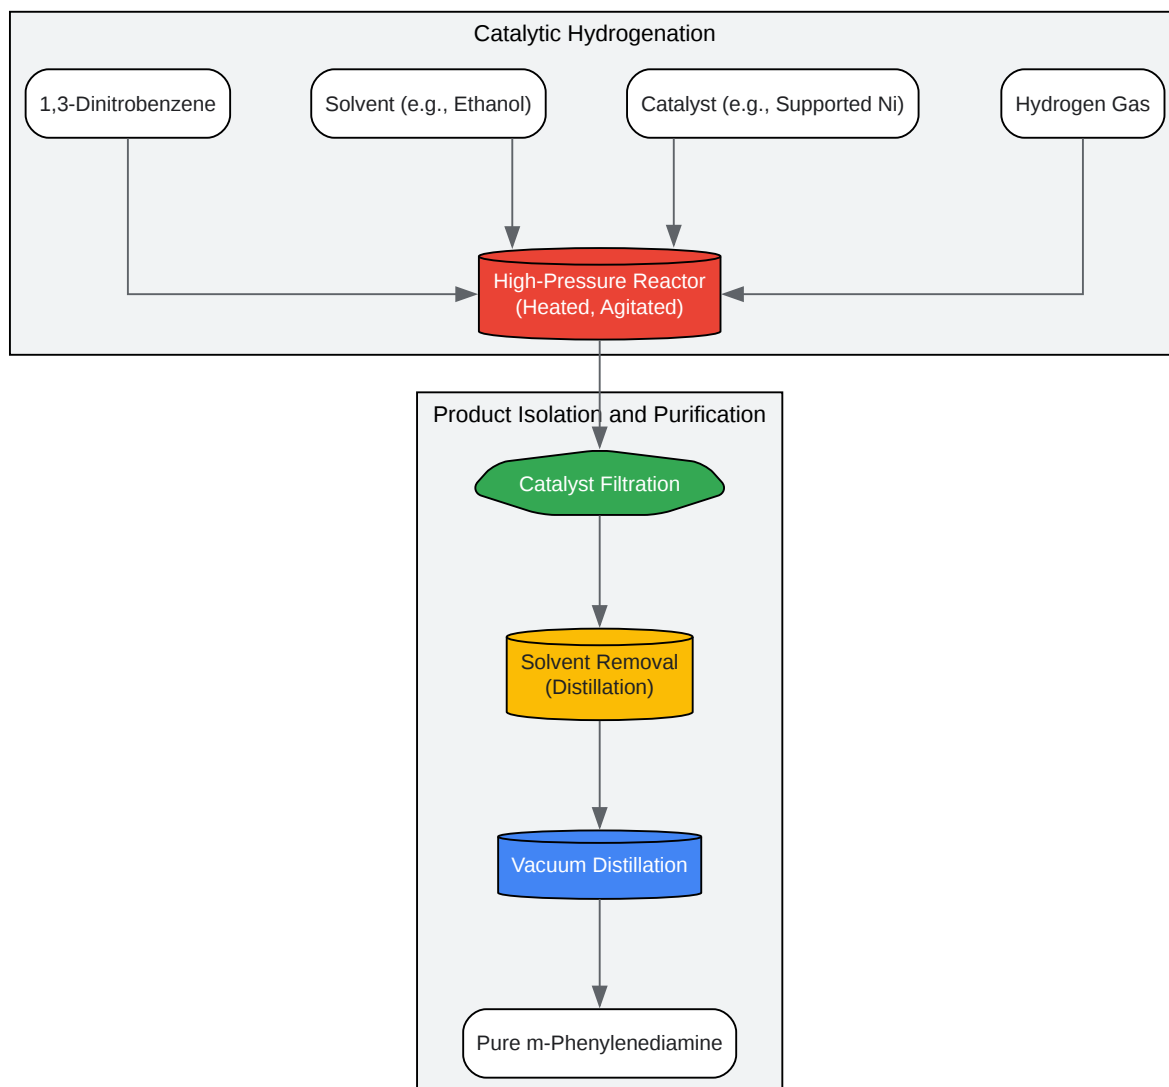 Catalytic Hydrogenation
1,3-Dinitrobenzene
Solvent (e.g., Ethanol)
Catalyst (e.g., Supported Ni)
Hydrogen Gas
High-Pressure Reactor
(Heated, Agitated)
Product Isolation and Purification
Catalyst Filtration
Solvent Removal
(Distillation)
Vacuum Distillation
Pure m-Phenylenediamine